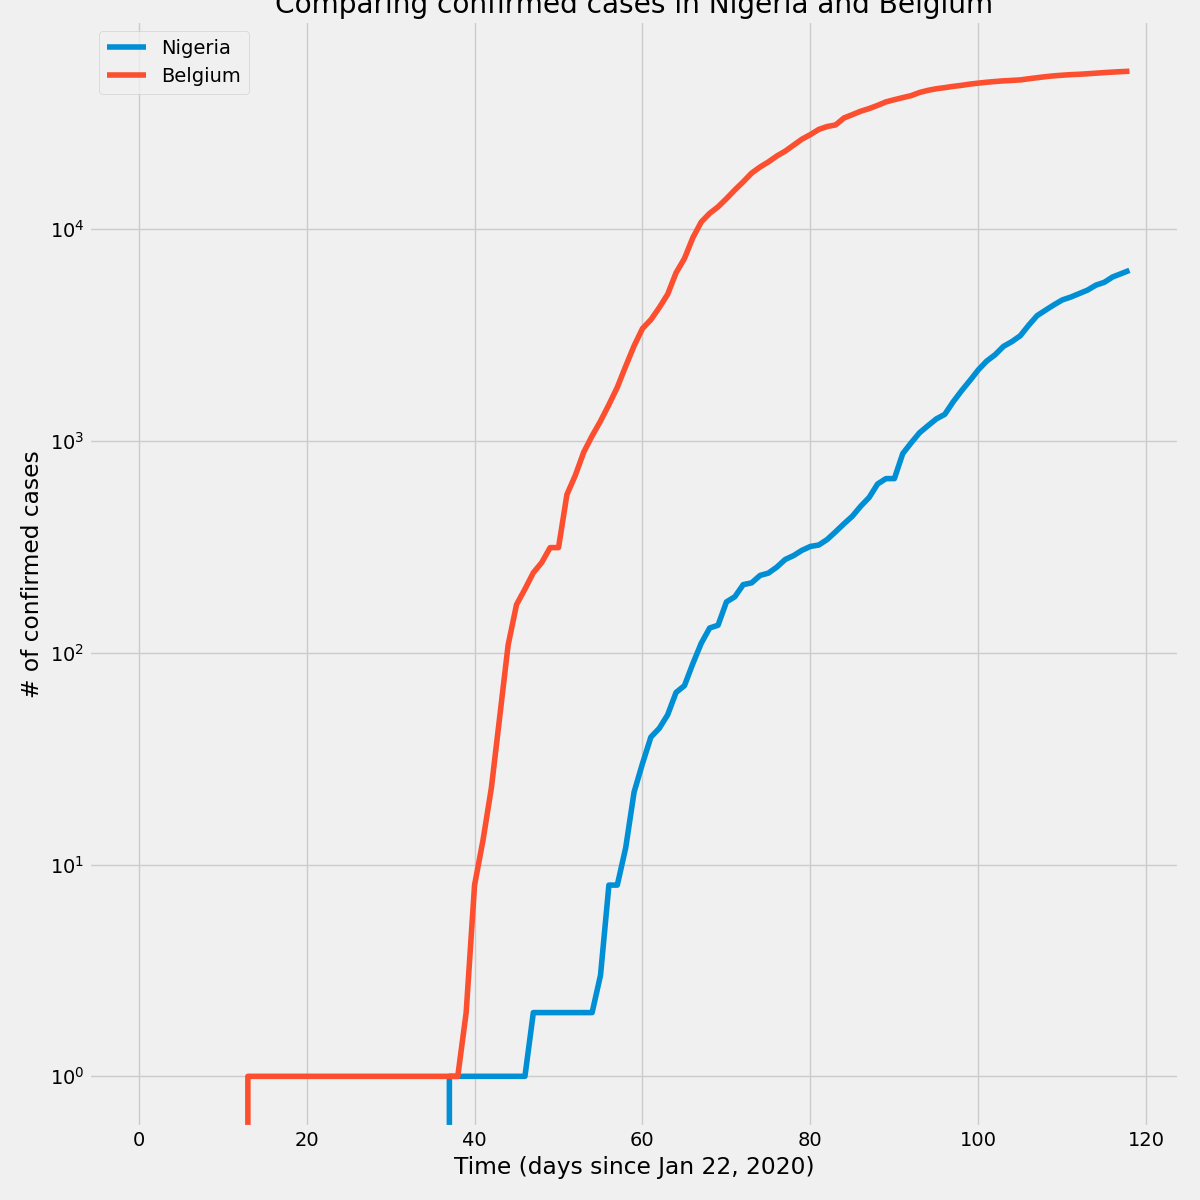 Comparing confirmed cases in Nigeria and Belgium
Nigeria
Belgium
# of confirmed cases
10⁴
10³
10²
10¹
10⁰
0 20 40 60 80 100 120
Time (days since Jan 22, 2020)